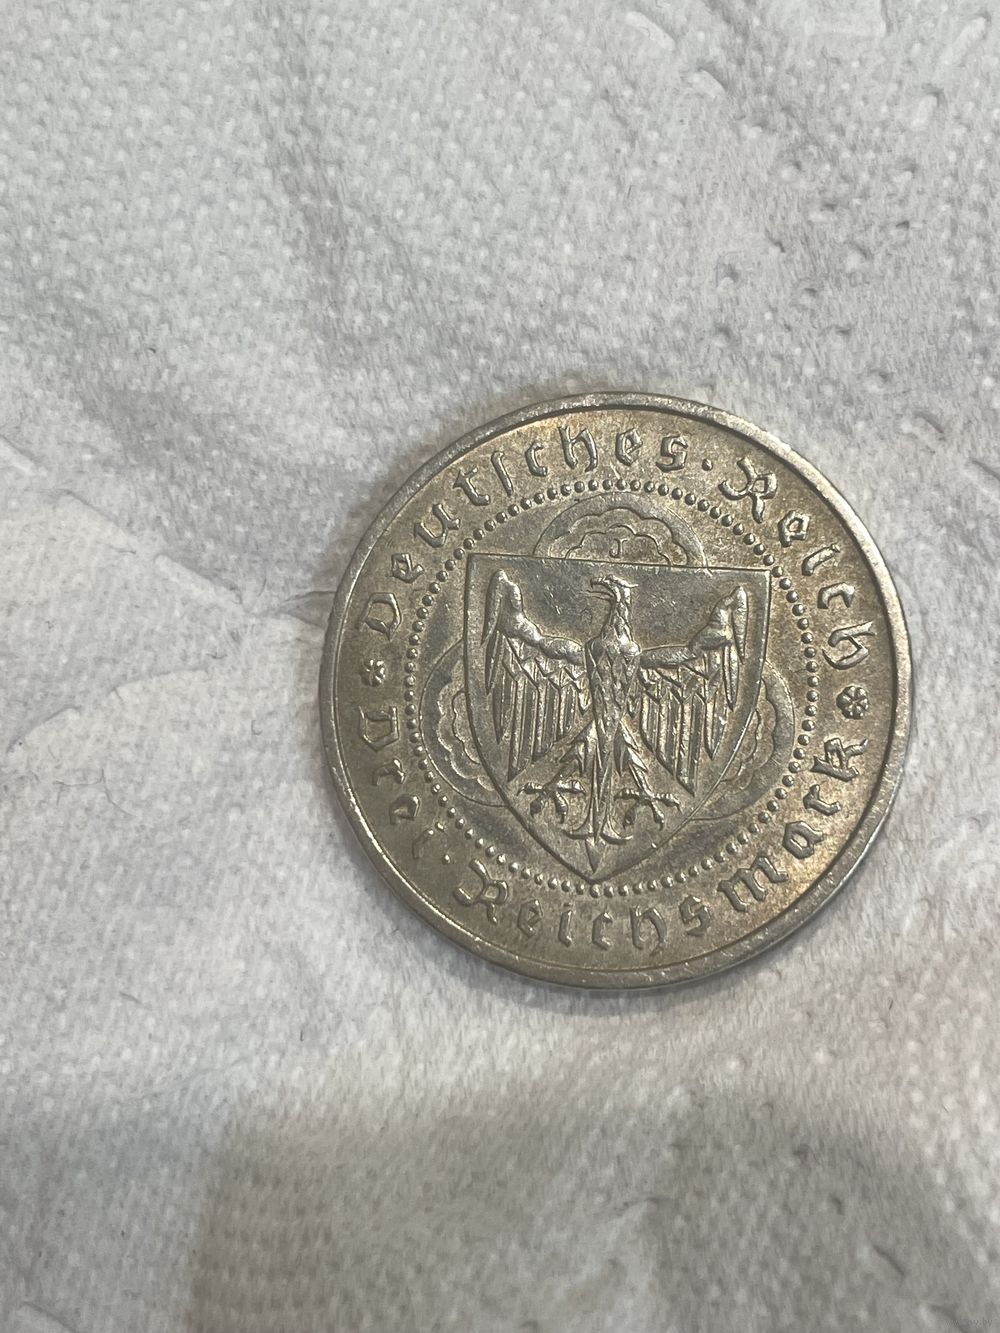 Deutsches · Reich
Drei · Reichsmark
J